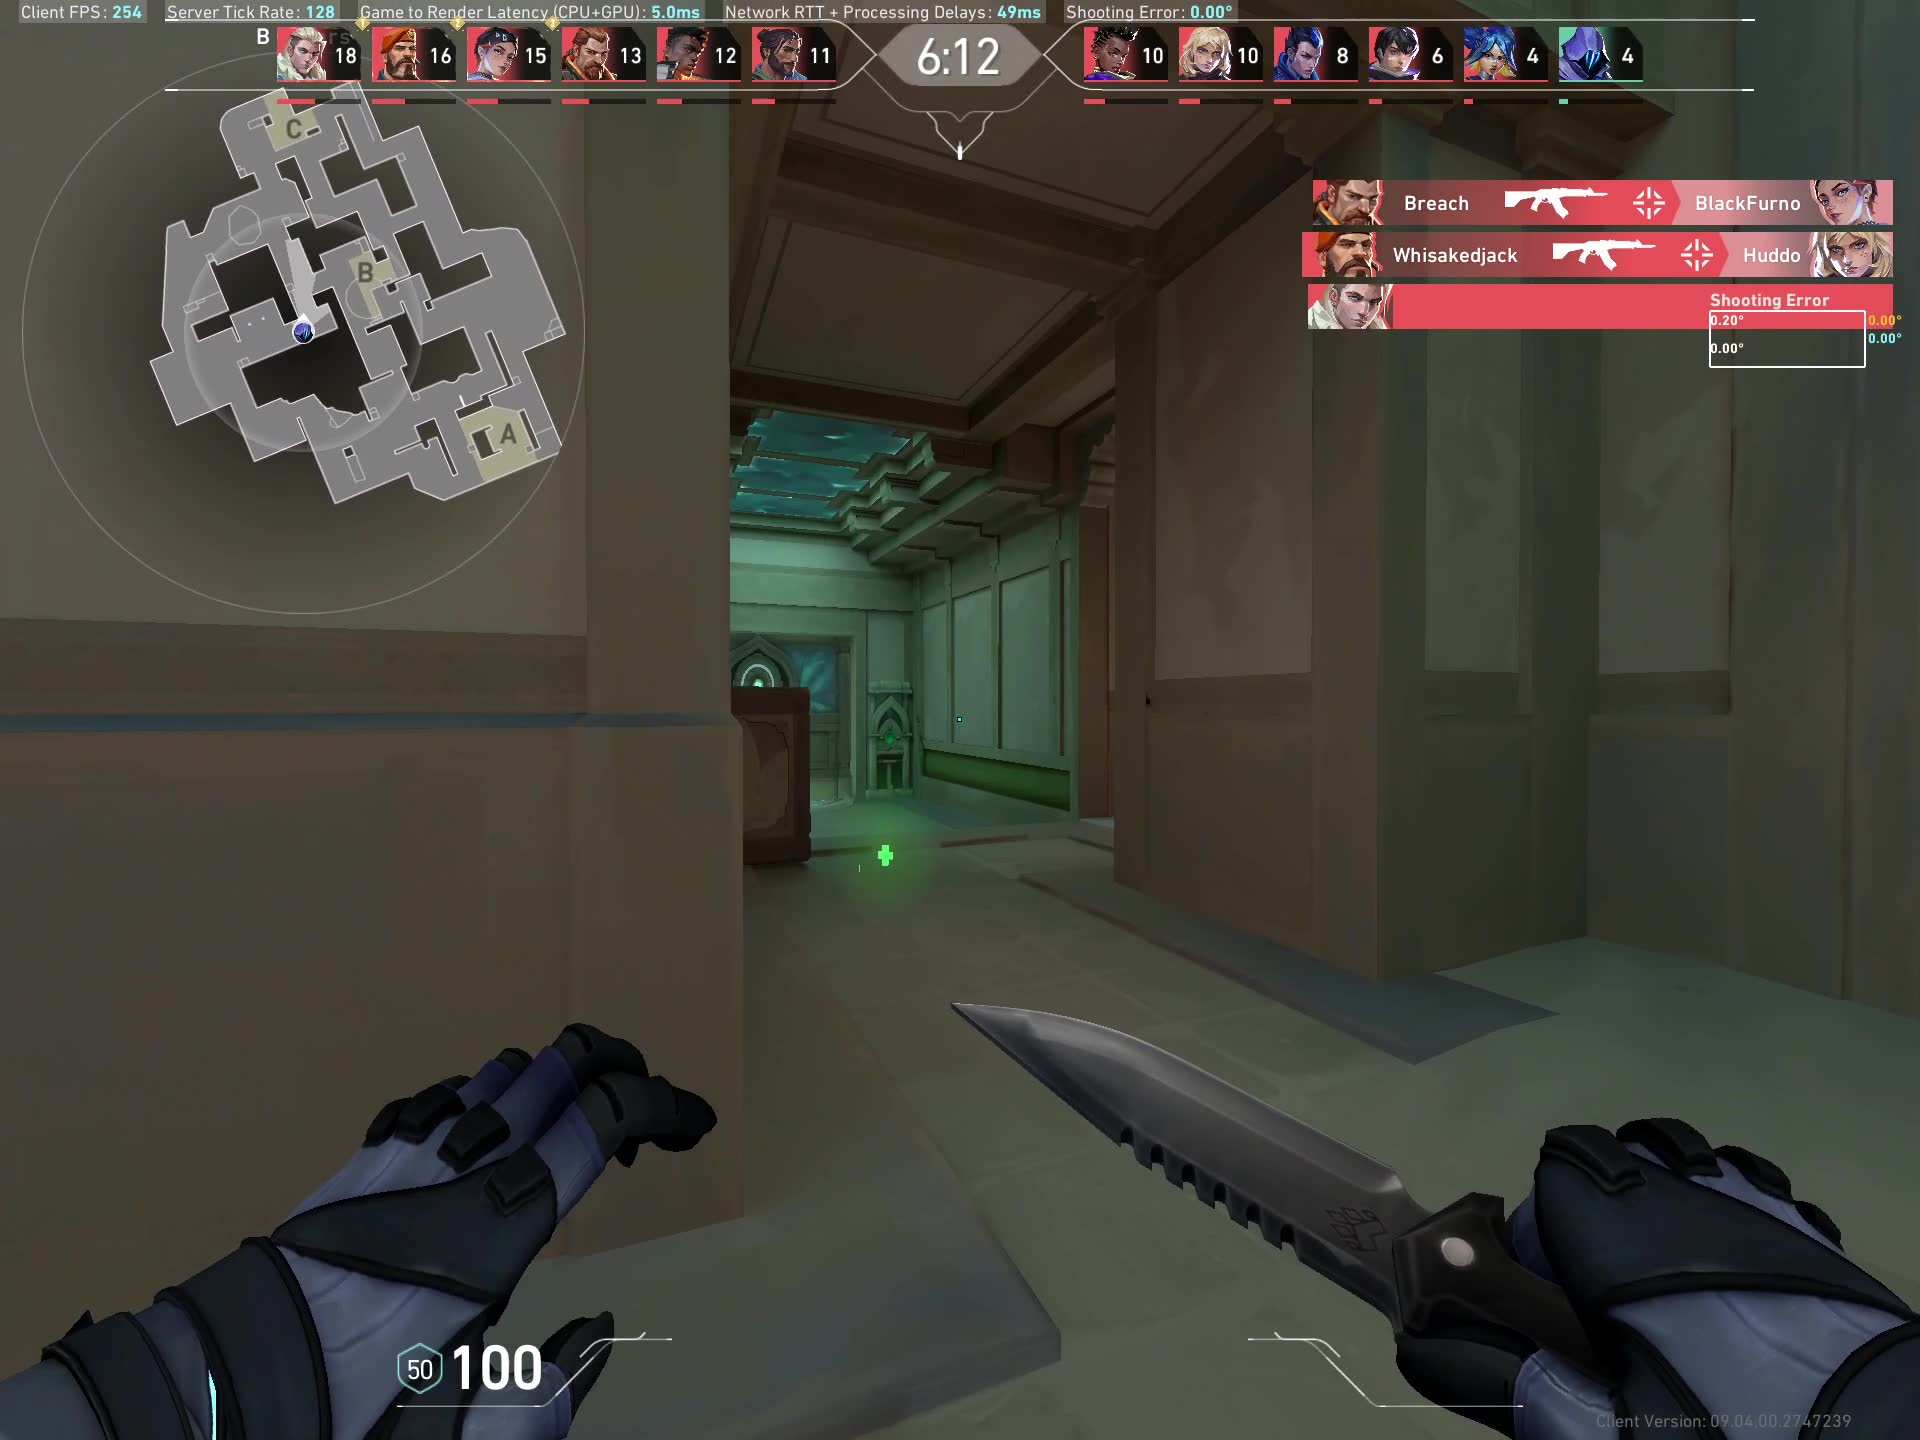 Client FPS: 254 Server Tick Rate: 128 Game to Render Latency (CPU+GPU): 5.0ms Network RTT + Processing Delays: 49ms Shooting Error: 0.00°
B
18 16 15 13 12 11 6:12 10 10 8 6 4 4
C
B
A
Breach BlackFurno
Whisakedjack Huddo
Shooting Error
0.20° 0.00°
0.00°
0.00°
50 100
Client Version: 09.04.00.2747239